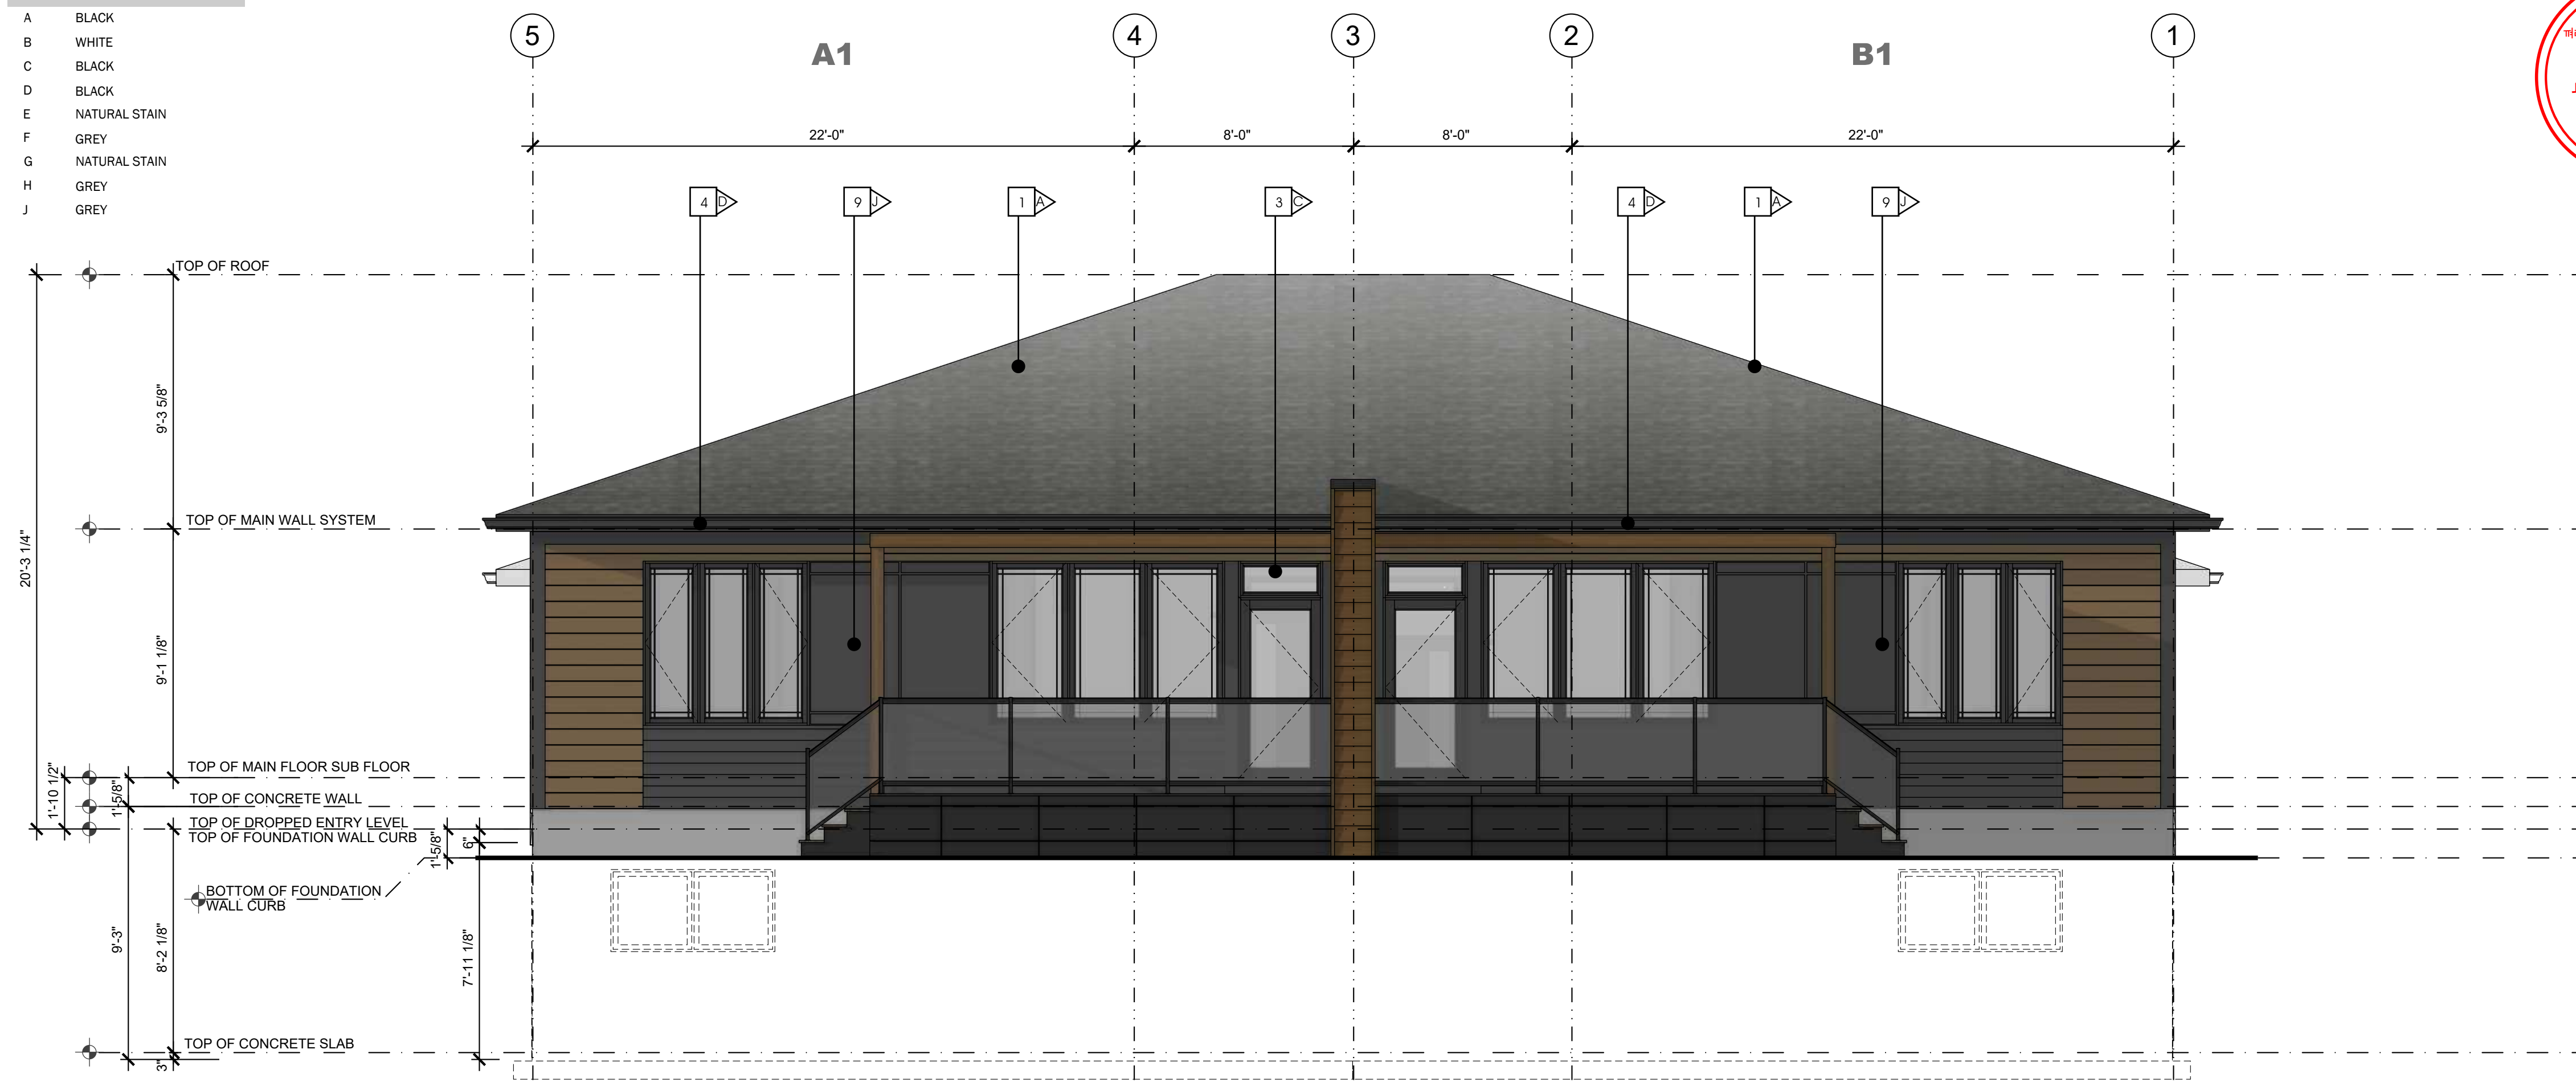 A BLACK
B WHITE
C BLACK
D BLACK
E NATURAL STAIN
F GREY
G NATURAL STAIN
H GREY
J GREY
5
A1
4
3
2
B1
1
22'-0"
8'-0"
8'-0"
22'-0"
4 D
9 J
1 A
3 C
4 D
1 A
9 J
TOP OF ROOF
9'-3 5/8"
20'-3 1/4"
TOP OF MAIN WALL SYSTEM
9'-1 1/8"
TOP OF MAIN FLOOR SUB FLOOR
1'-10 1/2"
1'-5/8"
TOP OF CONCRETE WALL
TOP OF DROPPED ENTRY LEVEL
TOP OF FOUNDATION WALL CURB
1'-5/8"
6"
BOTTOM OF FOUNDATION
WALL CURB
9'-3"
8'-2 1/8"
7'-11 1/8"
TOP OF CONCRETE SLAB
3"